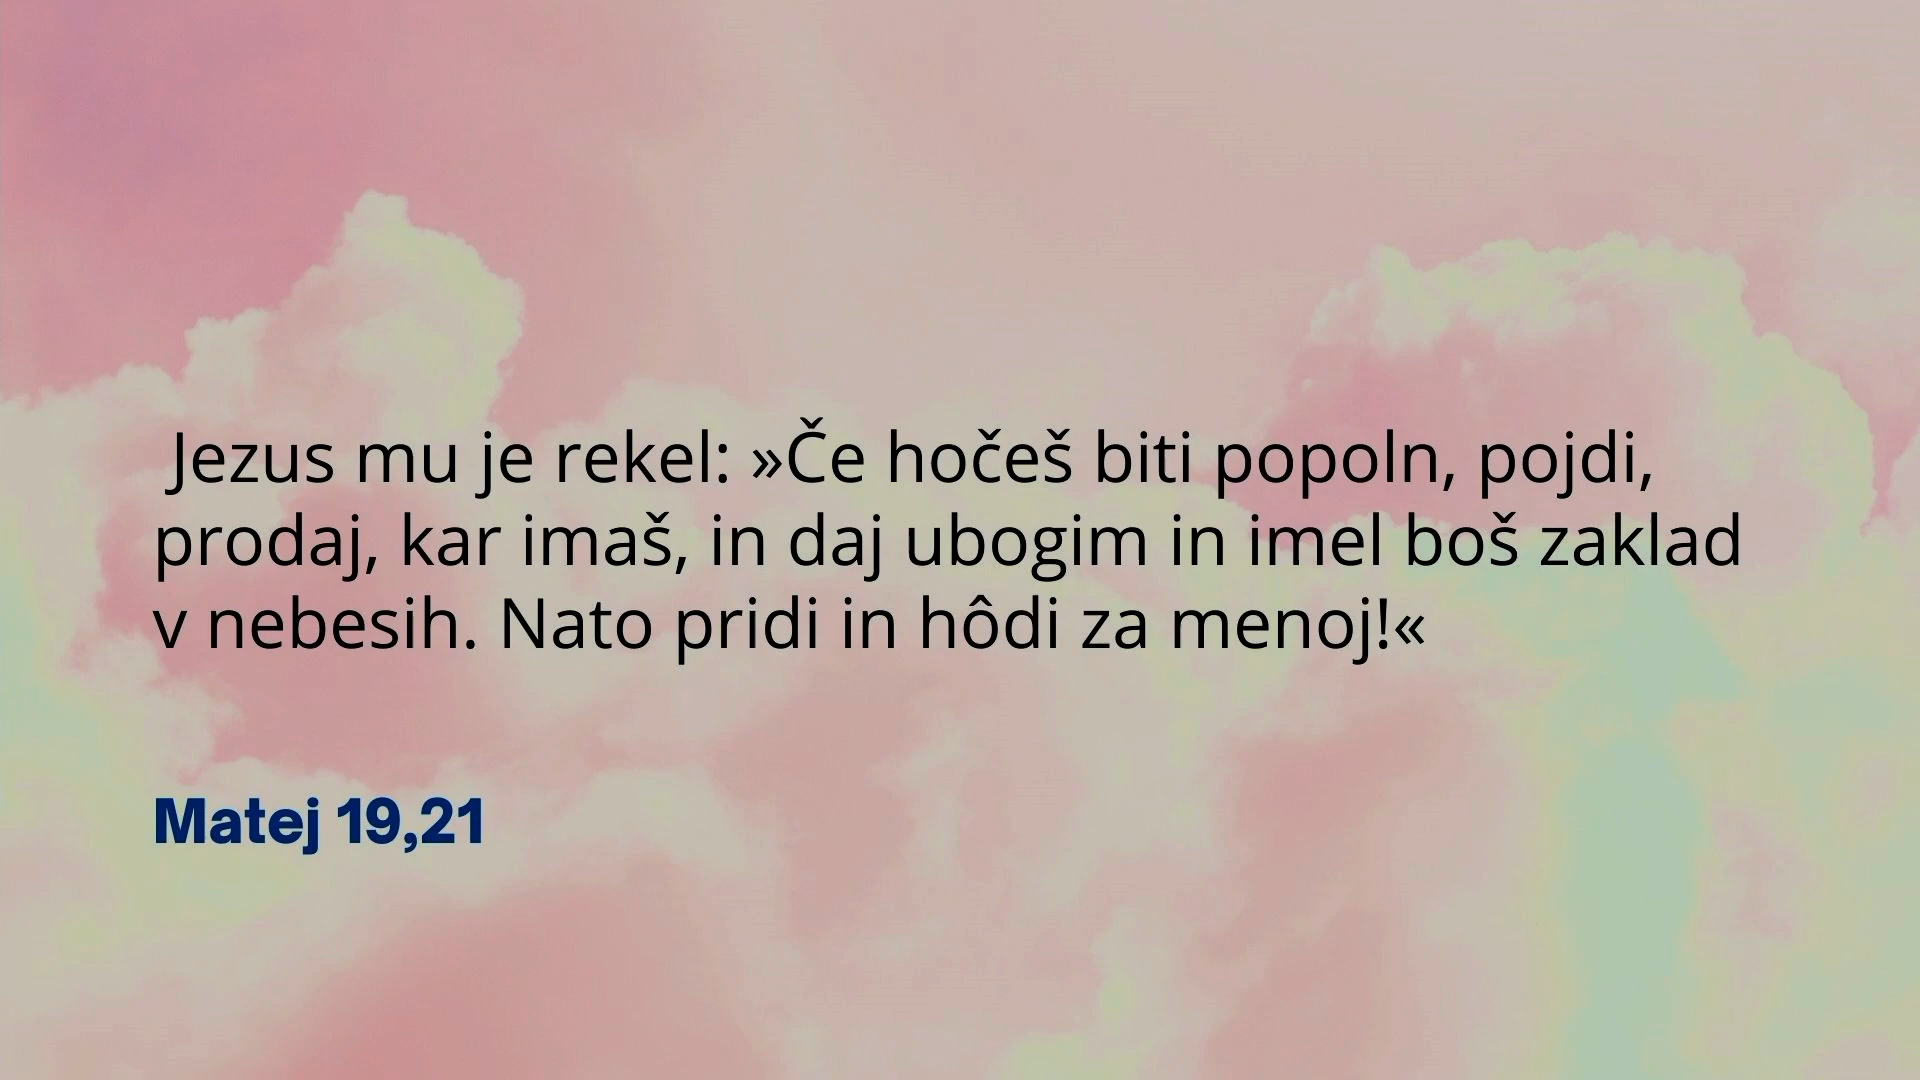 Jezus mu je rekel: »Če hočeš biti popoln, pojdi,
prodaj, kar imaš, in daj ubogim in imel boš zaklad
v nebesih. Nato pridi in hôdi za menoj!«
Matej 19,21